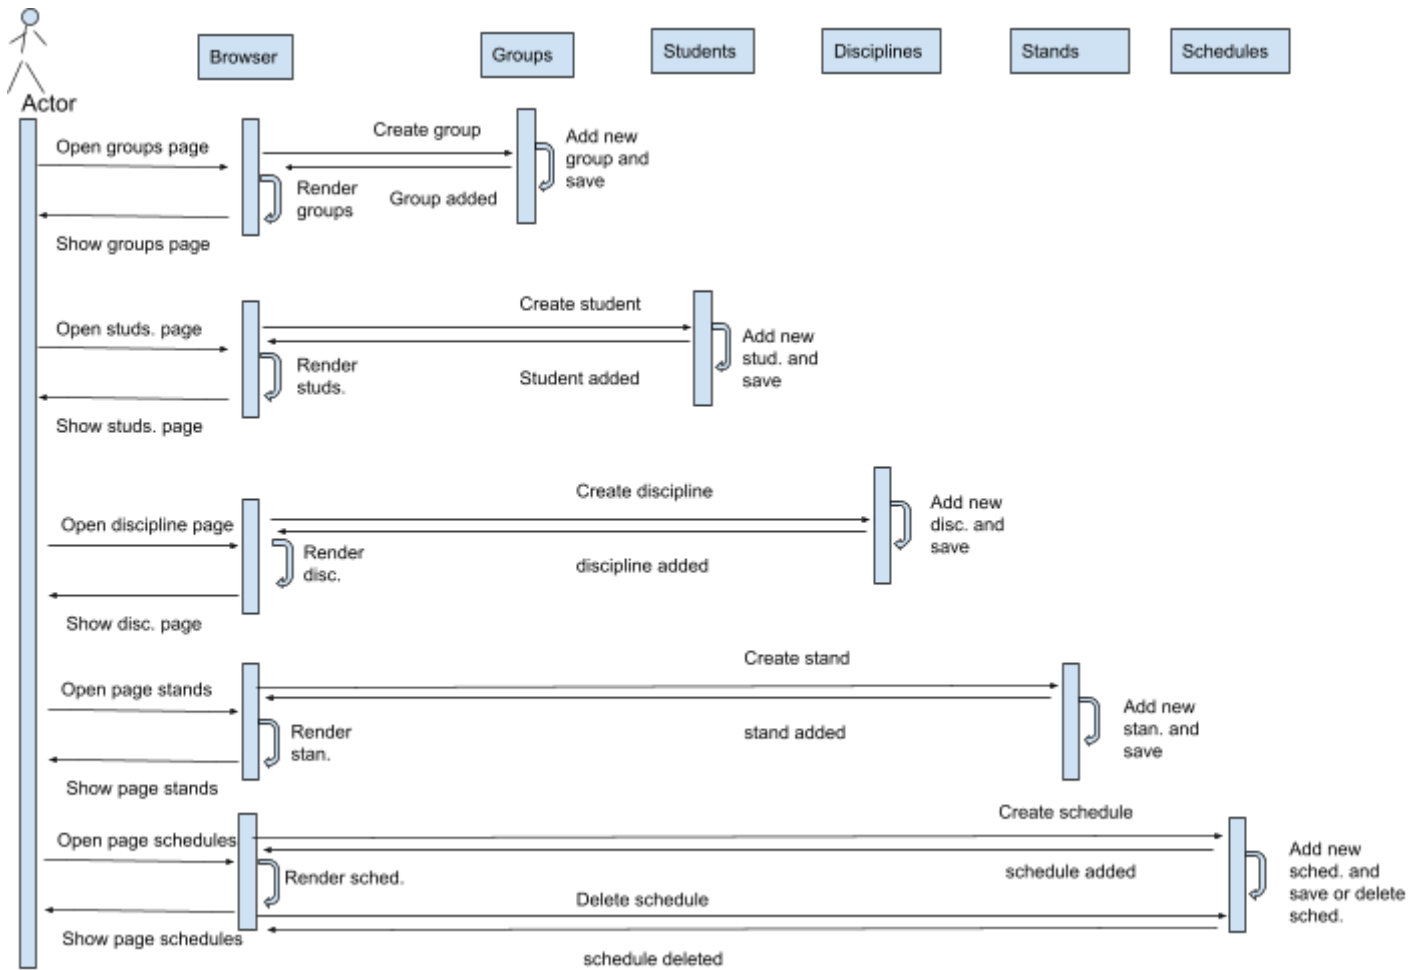 Actor
Browser
Groups
Students
Disciplines
Stands
Schedules
Open groups page
Create group
Add new
group and
save
Render
groups
Group added
Show groups page
Open studs. page
Create student
Add new
stud. and
save
Render
studs.
Student added
Show studs. page
Open discipline page
Create discipline
Add new
disc. and
save
Render
disc.
discipline added
Show disc. page
Open page stands
Create stand
Add new
stan. and
save
Render
stan.
stand added
Show page stands
Open page schedules
Create schedule
Add new
sched. and
save or delete
sched.
Render sched.
schedule added
Delete schedule
Show page schedules
schedule deleted